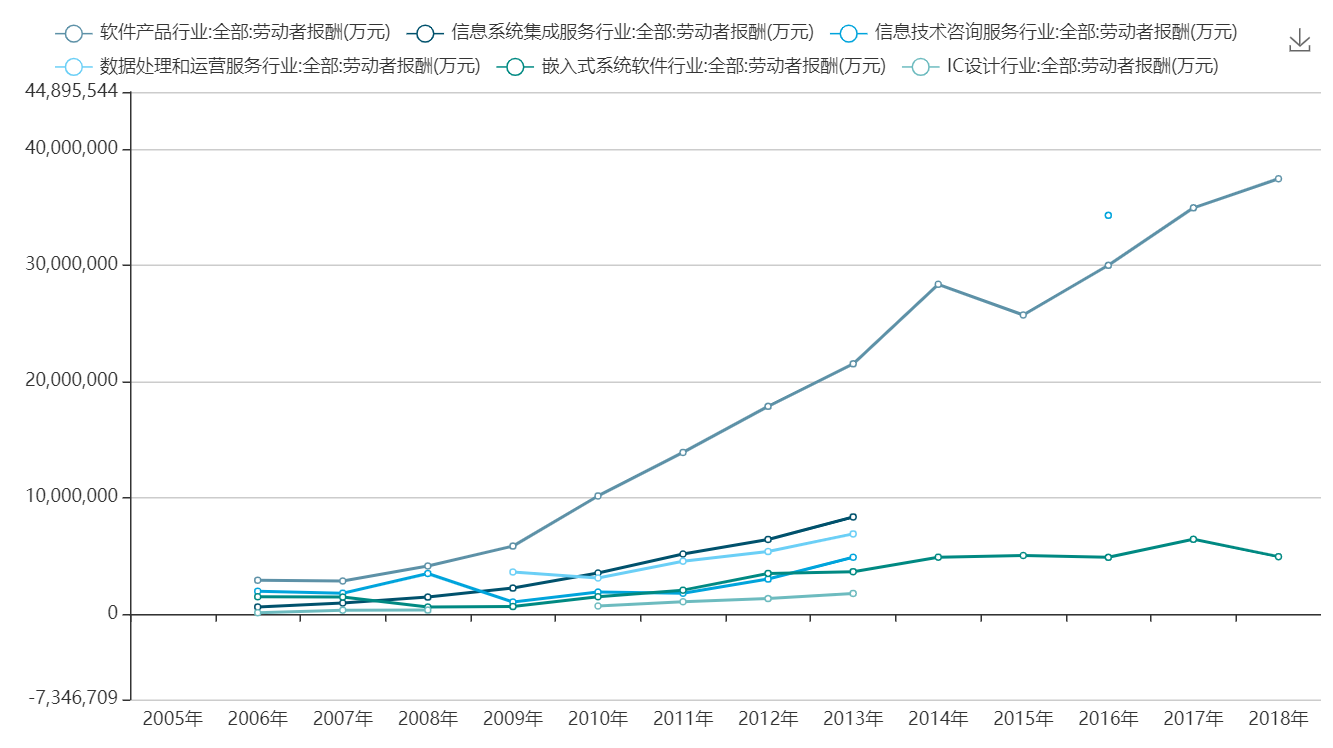 软件产品行业:全部:劳动者报酬(万元) 信息系统集成服务行业:全部:劳动者报酬(万元) 信息技术咨询服务行业:全部:劳动者报酬(万元)
数据处理和运营服务行业:全部:劳动者报酬(万元) 嵌入式系统软件行业:全部:劳动者报酬(万元) IC设计行业:全部:劳动者报酬(万元)
44,895,544
40,000,000
30,000,000
20,000,000
10,000,000
0
-7,346,709
2005年 2006年 2007年 2008年 2009年 2010年 2011年 2012年 2013年 2014年 2015年 2016年 2017年 2018年